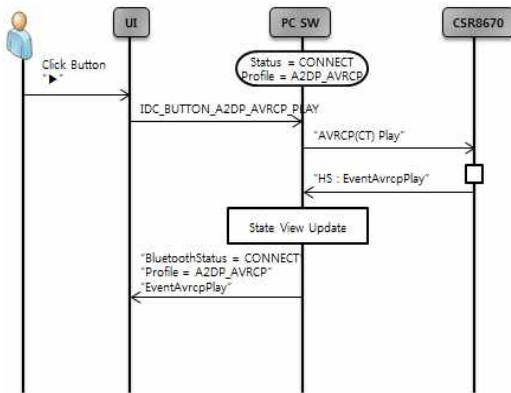 UI
PC SW
CSR8670
Status = CONNECT
Profile = A2DP_AVRCP
Click Button
"▶"
IDC_BUTTON_A2DP_AVRCP_PLAY
"AVRCP(CT) Play"
"HS : EventAvrcpPlay"
State View Update
"BluetoothStatus = CONNECT"
"Profile = A2DP_AVRCP"
"EventAvrcpPlay"